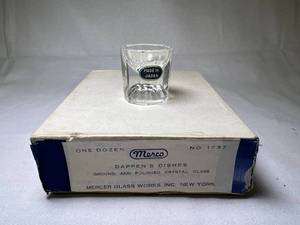 MADE IN
JAPAN
ONE DOZEN Merco NO.
DAPPEN'S DISHES
GROUND AND POLISHED CRYSTAL GLASS
MERCER GLASS WORKS, INC. NEW YORK.